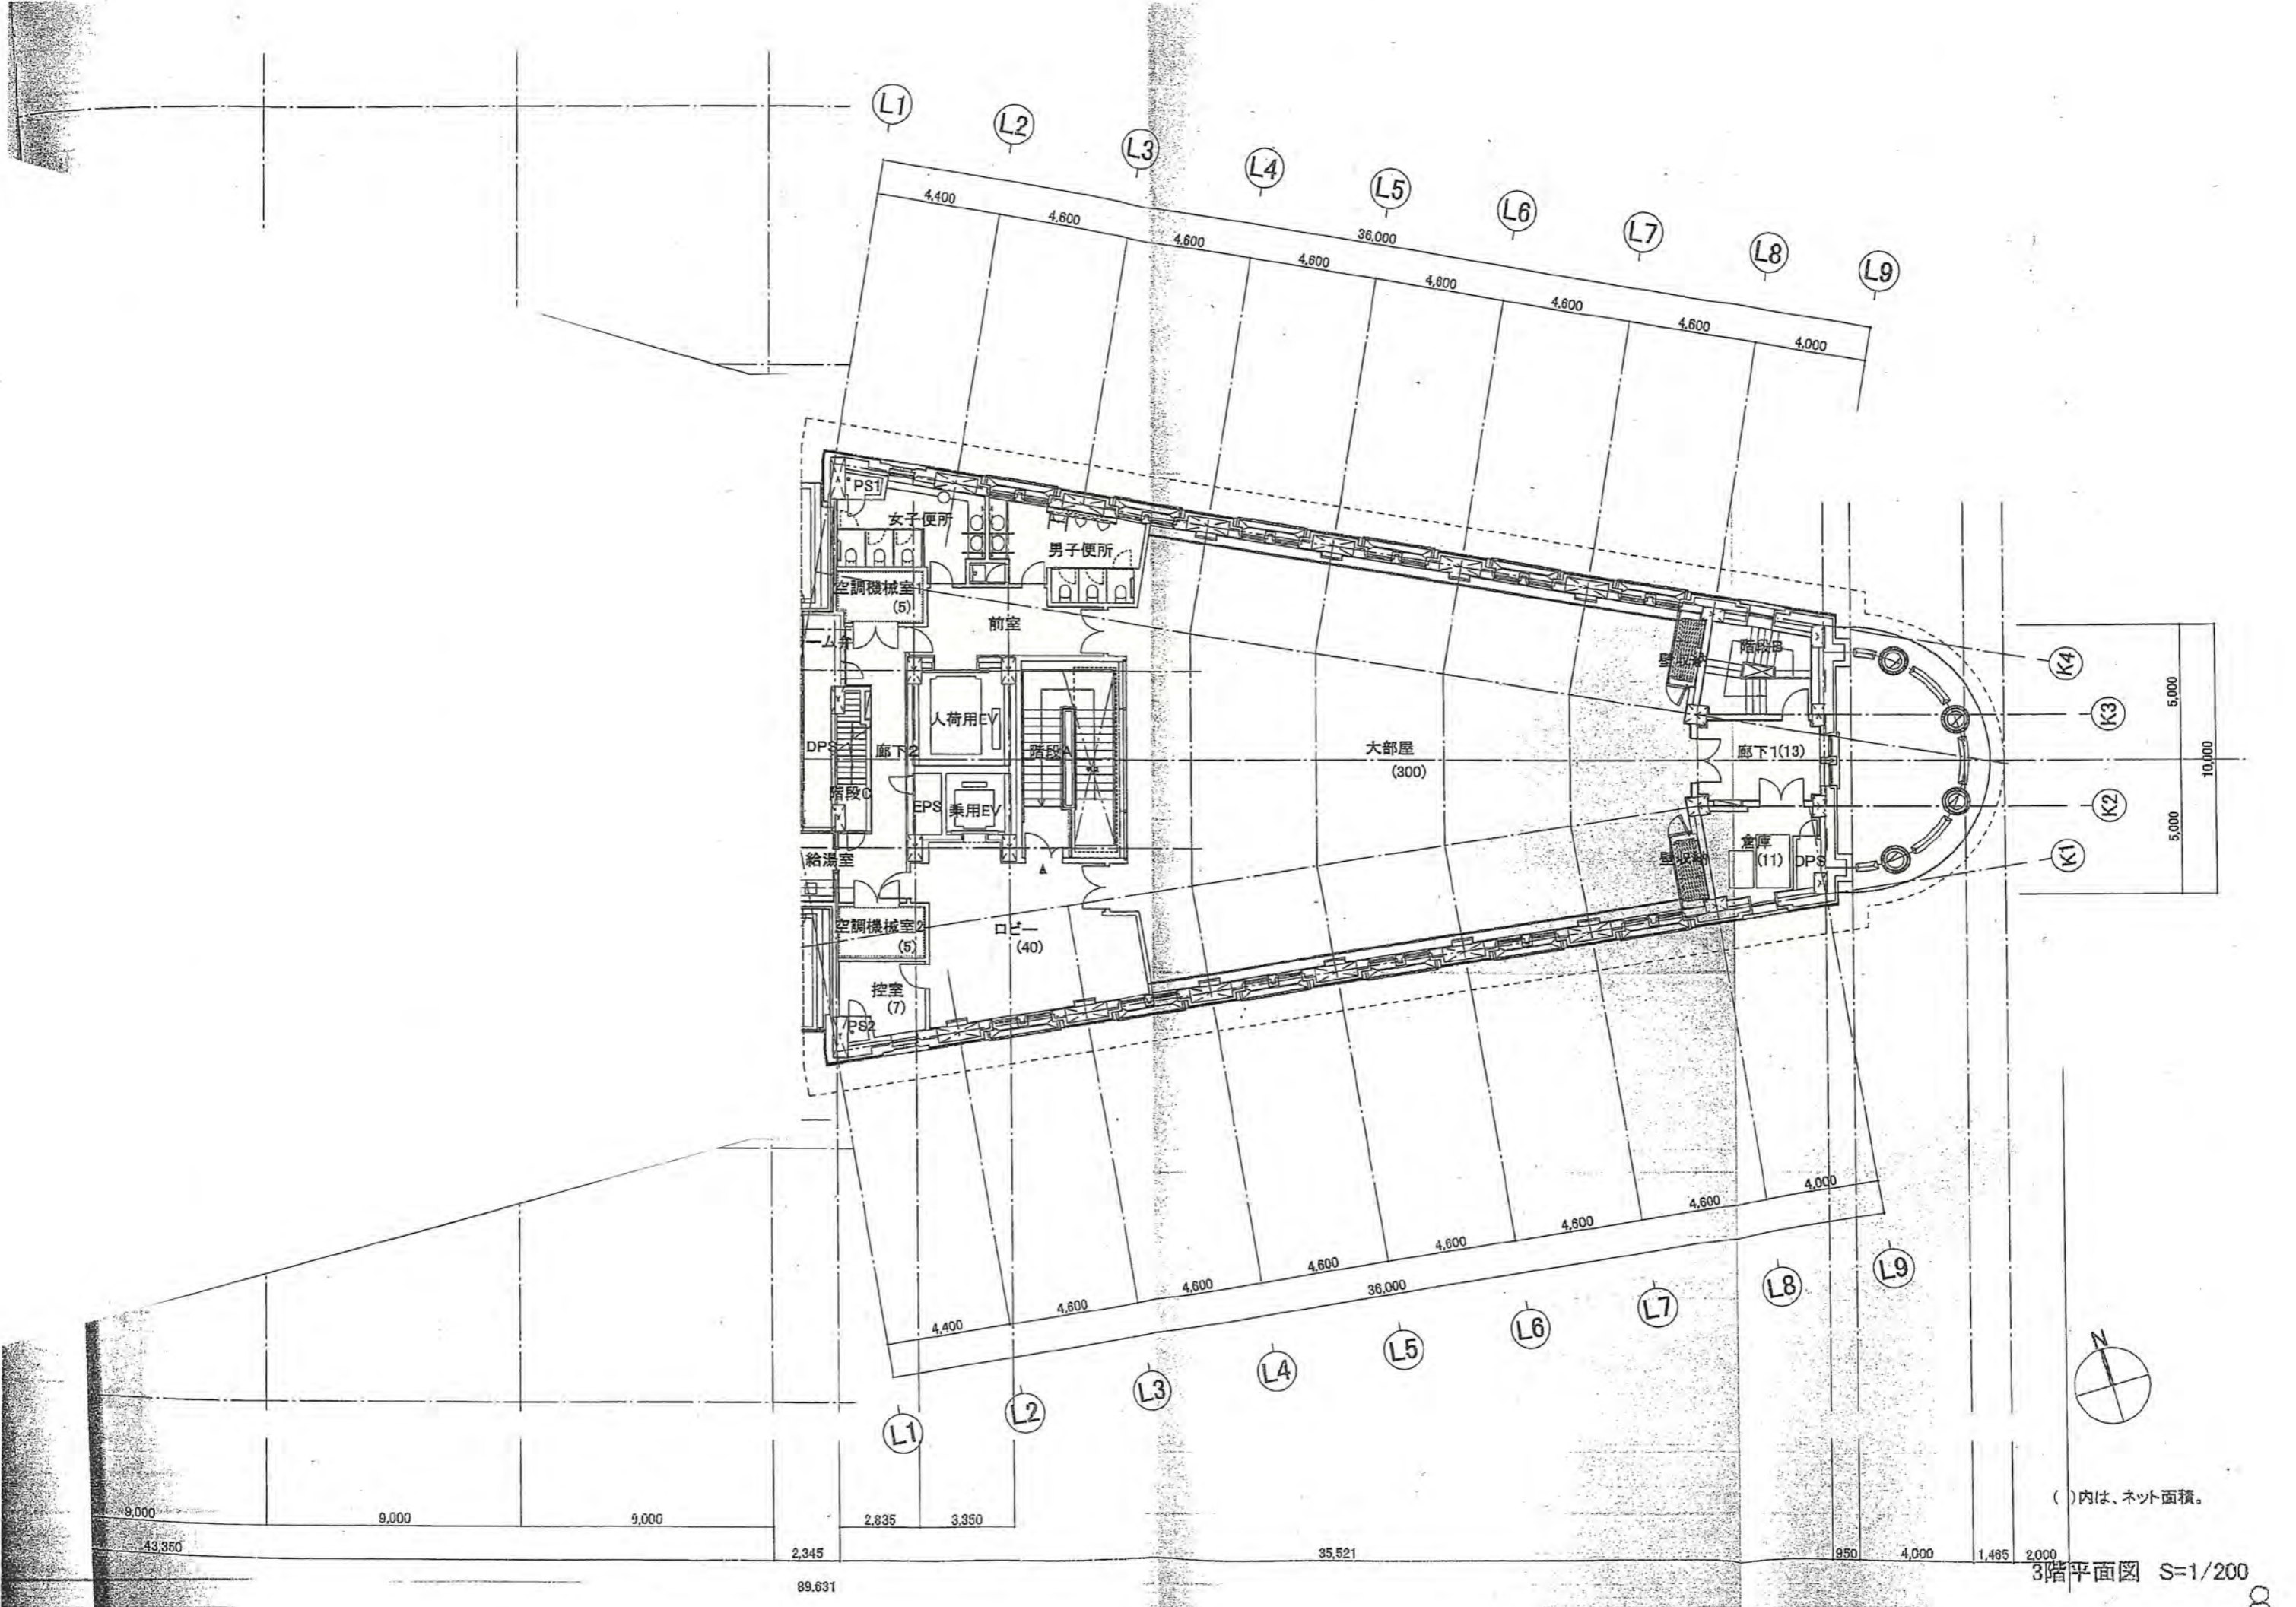 L1
L2
L3
L4
L5
L6
L7
L8
L9
36,000
4,400
4,600
4,600
4,600
4,600
4,600
4,600
4,000
PS1
女子便所
男子便所
空調機械室1
(5)
前室
階段B
人荷用EV
DPS
廊下2
階段A
大部屋
(300)
廊下1(13)
階段C
EPS
乗用EV
給湯室
壁収納
倉庫
(11)
DPS
空調機械室2
(5)
ロビー
(40)
控室
(7)
PS2
K4
K3
K2
K1
5,000
5,000
10,000
4,400
4,600
4,600
4,600
4,600
4,600
4,600
4,000
36,000
L1
L2
L3
L4
L5
L6
L7
L8
L9
N
( )内は、ネット面積。
9,000
9,000
9,000
2,835
3,350
43,350
2,345
35,521
950
4,000
1,465
2,000
89,631
3階平面図 S=1/200